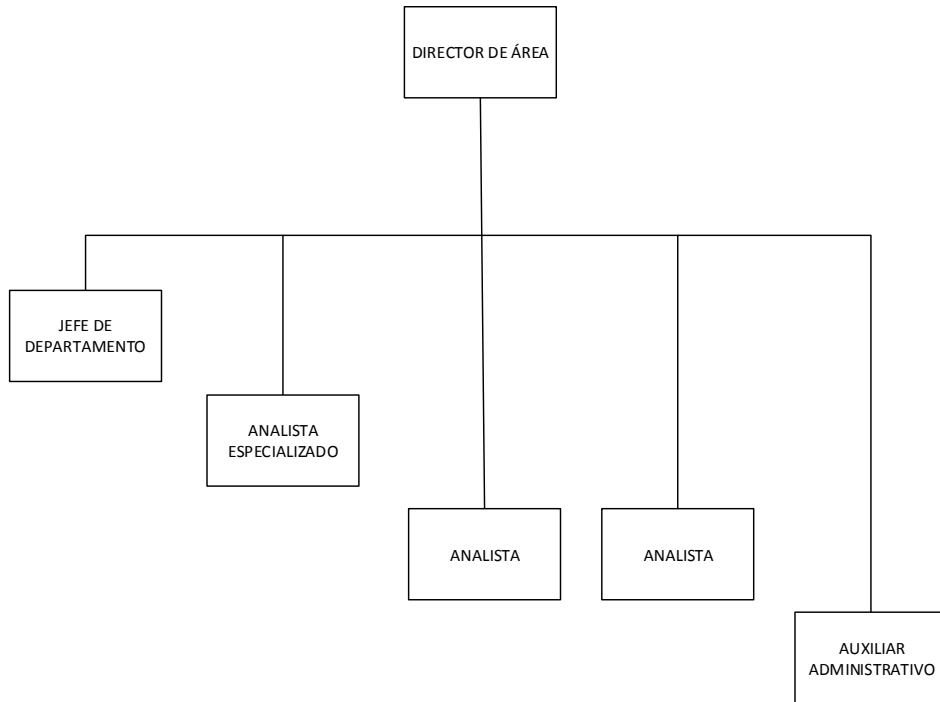 DIRECTOR DE ÁREA
JEFE DE
DEPARTAMENTO
ANALISTA
ESPECIALIZADO
ANALISTA
ANALISTA
AUXILIAR
ADMINISTRATIVO